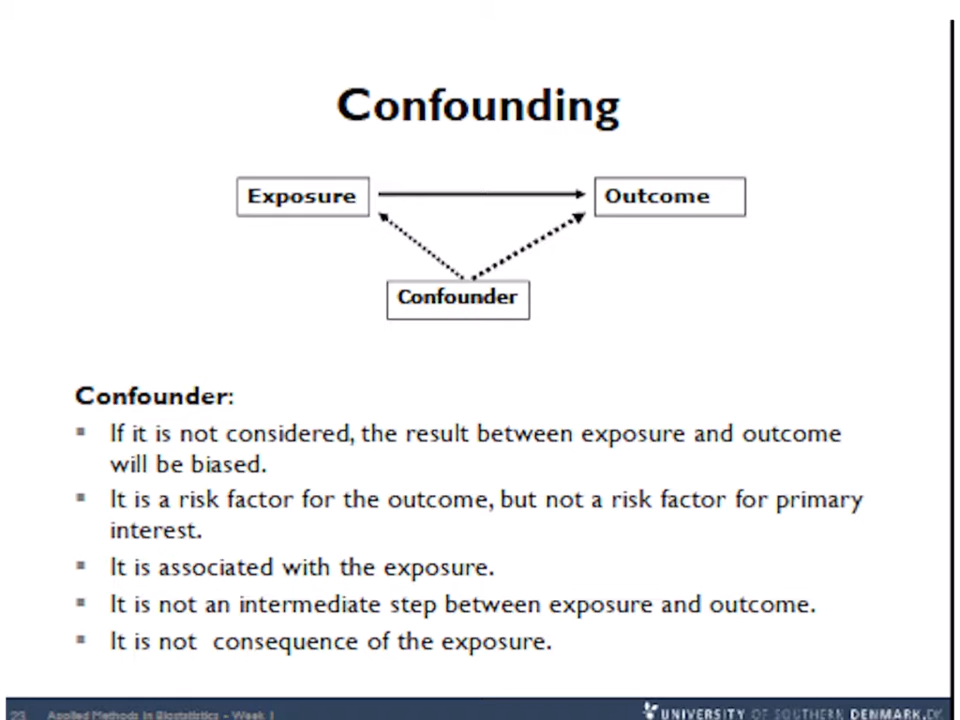 Confounding
Exposure
Outcome
Confounder
Confounder:
If it is not considered, the result between exposure and outcome
will be biased.
It is a risk factor for the outcome, but not a risk factor for primary
interest.
It is associated with the exposure.
It is not an intermediate step between exposure and outcome.
It is not consequence of the exposure.
23 Applied Methods in Biostatistics - Week 1
UNIVERSITY OF SOUTHERN DENMARK.DK